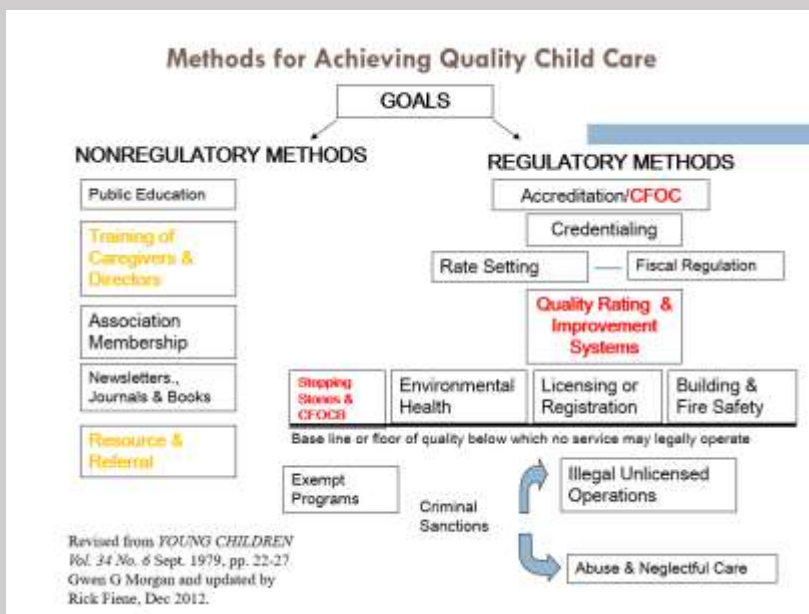 Methods for Achieving Quality Child Care
GOALS
NONREGULATORY METHODS
Public Education
Training of
Caregivers &
Directors
Association
Membership
Newsletters.,
Journals & Books
Resource &
Referral
REGULATORY METHODS
Accreditation/CFOC
Credentialing
Rate Setting
Fiscal Regulation
Quality Rating &
Improvement
Systems
Stepping
Stones &
CFOCB
Environmental
Health
Licensing or
Registration
Building &
Fire Safety
Base line or floor of quality below which no service may legally operate
Exempt
Programs
Criminal
Sanctions
Illegal Unlicensed
Operations
Abuse & Neglectful Care
Revised from YOUNG CHILDREN
Vol. 34 No. 6 Sept. 1979, pp. 22-27
Gwen G Morgan and updated by
Rick Fiene, Dec 2012.